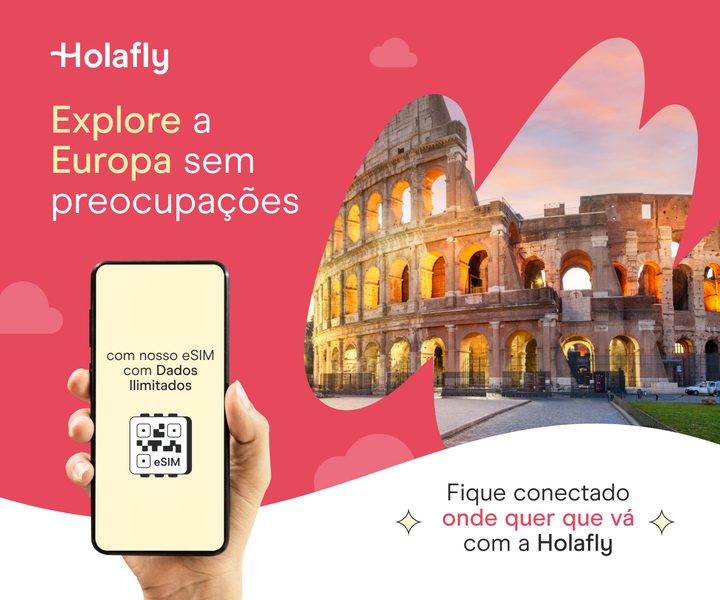 Holafly
Explore a
Europa sem
preocupações
com nosso eSIM
com Dados
Ilimitados
eSIM
Fique conectado
onde quer que vá
com a Holafly